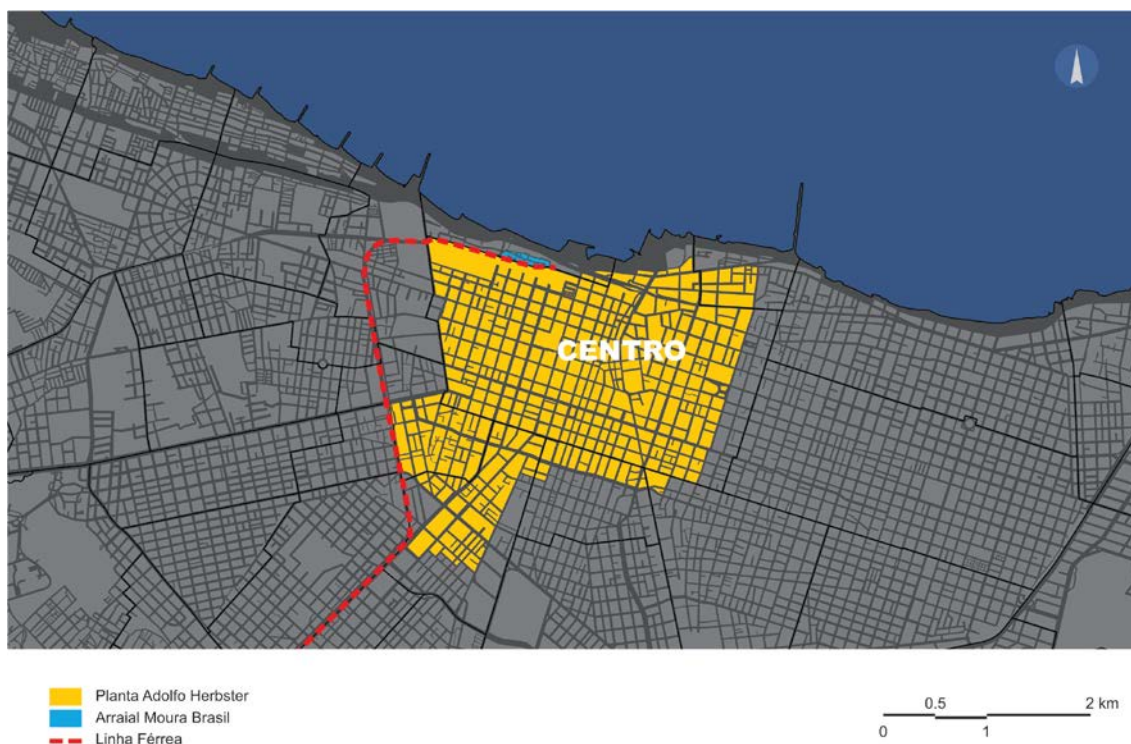 CENTRO
Planta Adolfo Herbster
Arraial Moura Brasil
Linha Férrea
0.5 2 km
0 1